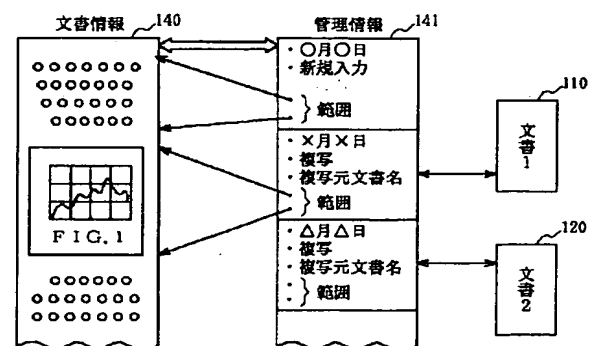 文書情報
140
FIG.1
管理情報
141
・〇月〇日
・新規入力
・
・ } 範囲
・×月×日
・複写
・複写元文書名
・
・ } 範囲
・△月△日
・複写
・複写元文書名
・
・ } 範囲
110
文書1
120
文書2